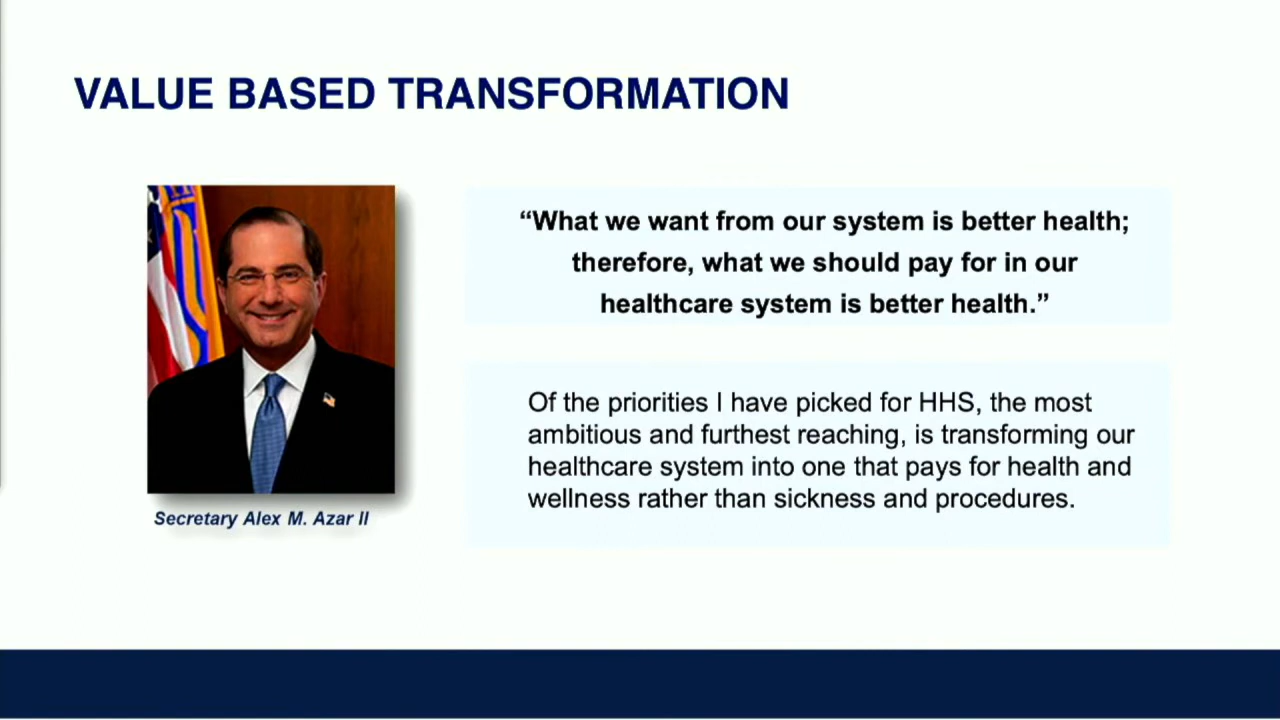 VALUE BASED TRANSFORMATION
“What we want from our system is better health;
therefore, what we should pay for in our
healthcare system is better health.”
Of the priorities I have picked for HHS, the most
ambitious and furthest reaching, is transforming our
healthcare system into one that pays for health and
wellness rather than sickness and procedures.
Secretary Alex M. Azar II